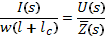 I(s) / w(l + l_c) = U(s) / Z̅(s)